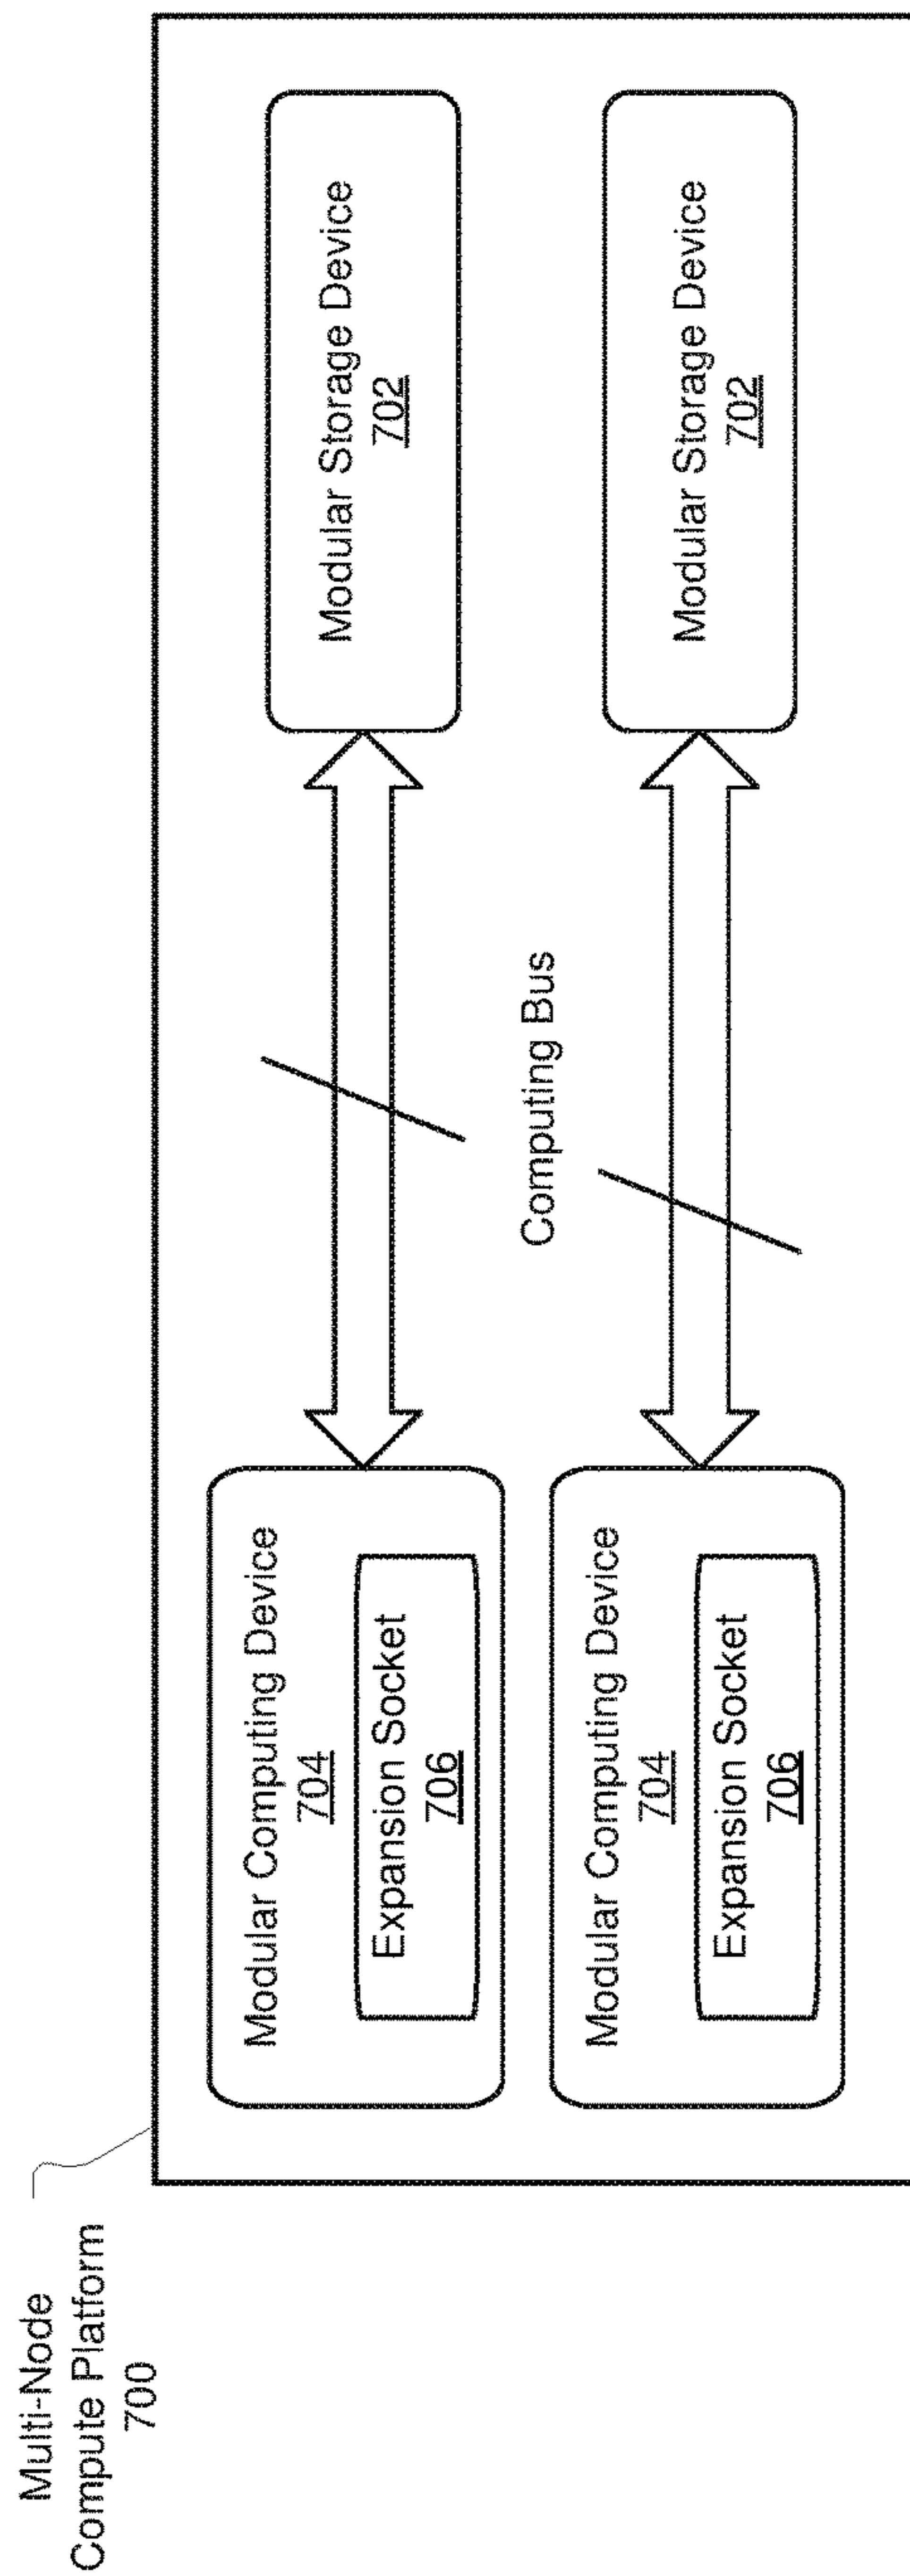 Multi-Node
Compute Platform
700
Modular Computing Device
704
Expansion Socket
706
Modular Storage Device
702
Computing Bus
Modular Computing Device
704
Expansion Socket
706
Modular Storage Device
702